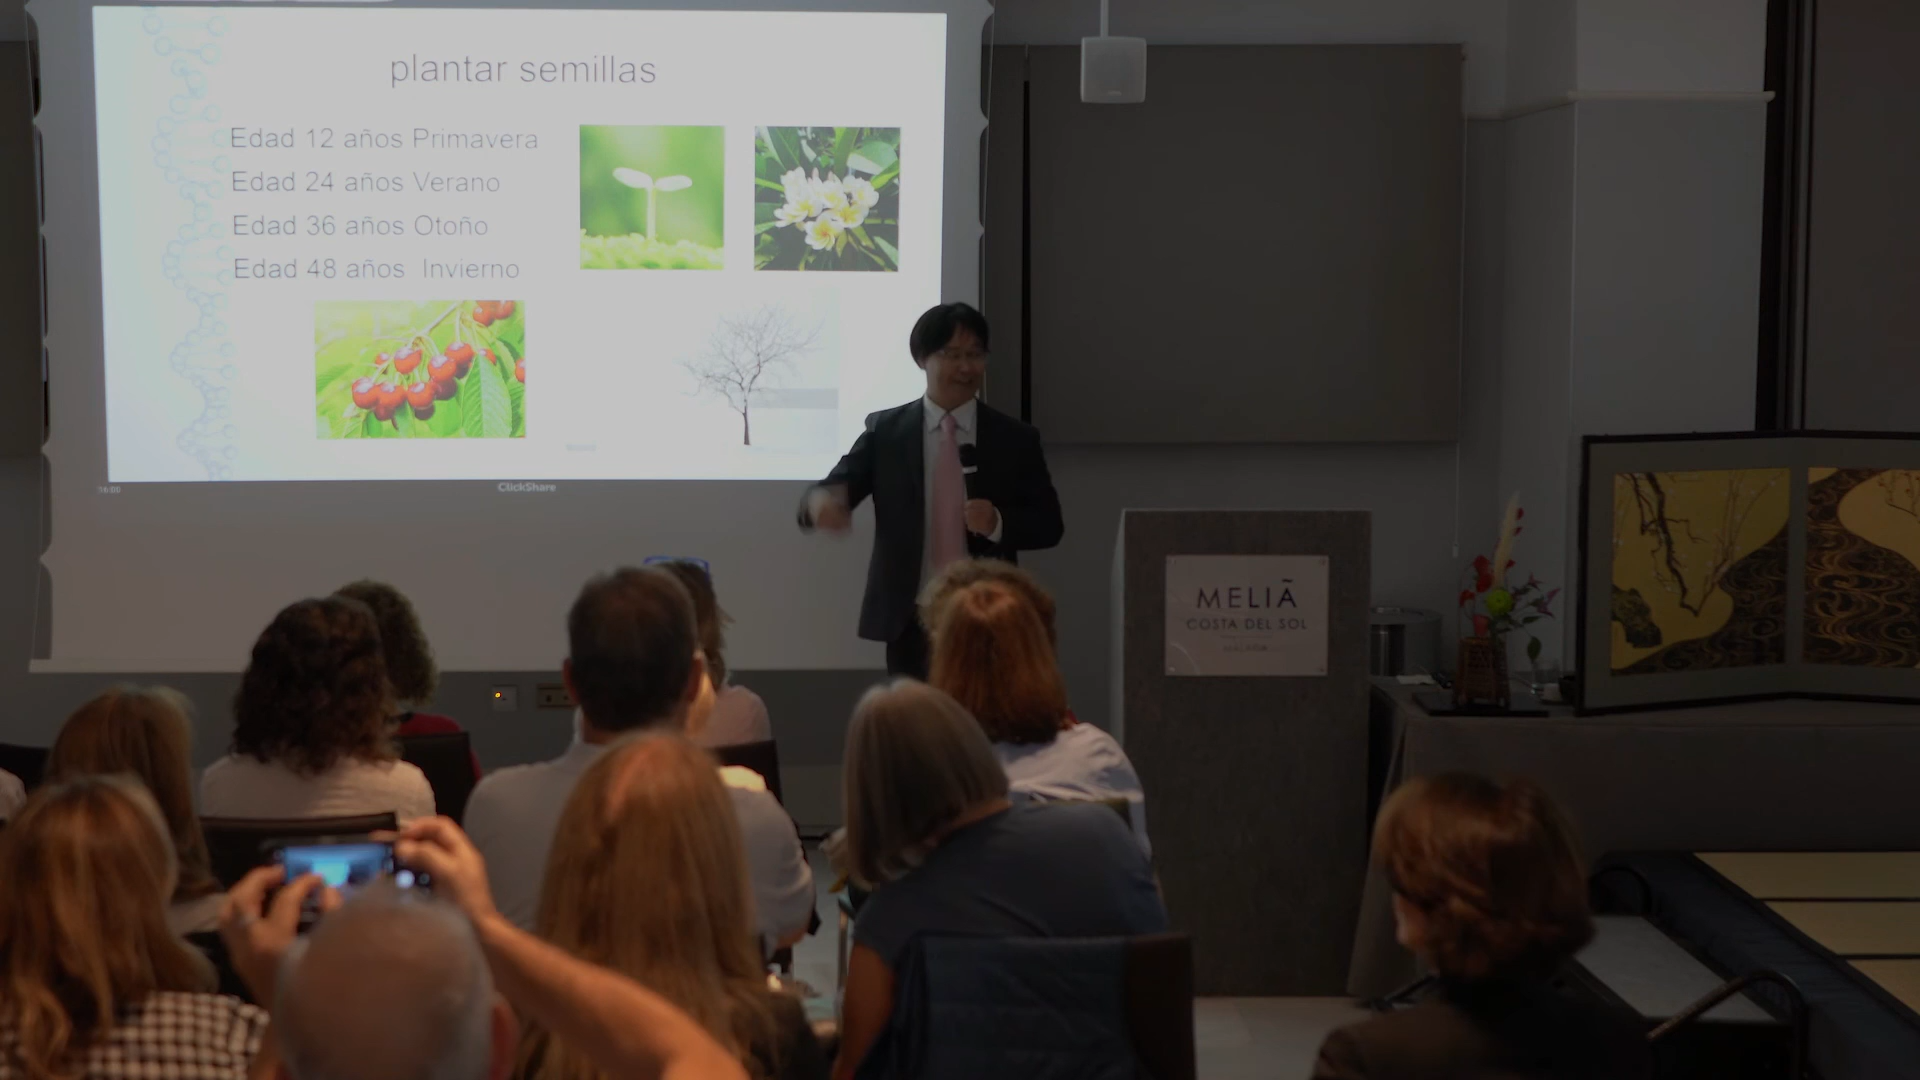 plantar semillas
Edad 12 años Primavera
Edad 24 años Verano
Edad 36 años Otoño
Edad 48 años Invierno
ClickShare
MELIÃ
COSTA DEL SOL